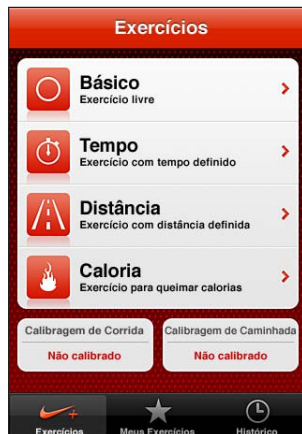 Exercícios
Básico
Exercício livre
Tempo
Exercício com tempo definido
Distância
Exercício com distância definida
Caloria
Exercício para queimar calorias
Calibragem de Corrida
Não calibrado
Calibragem de Caminhada
Não calibrado
Exercícios
Meus Exercícios
Histórico